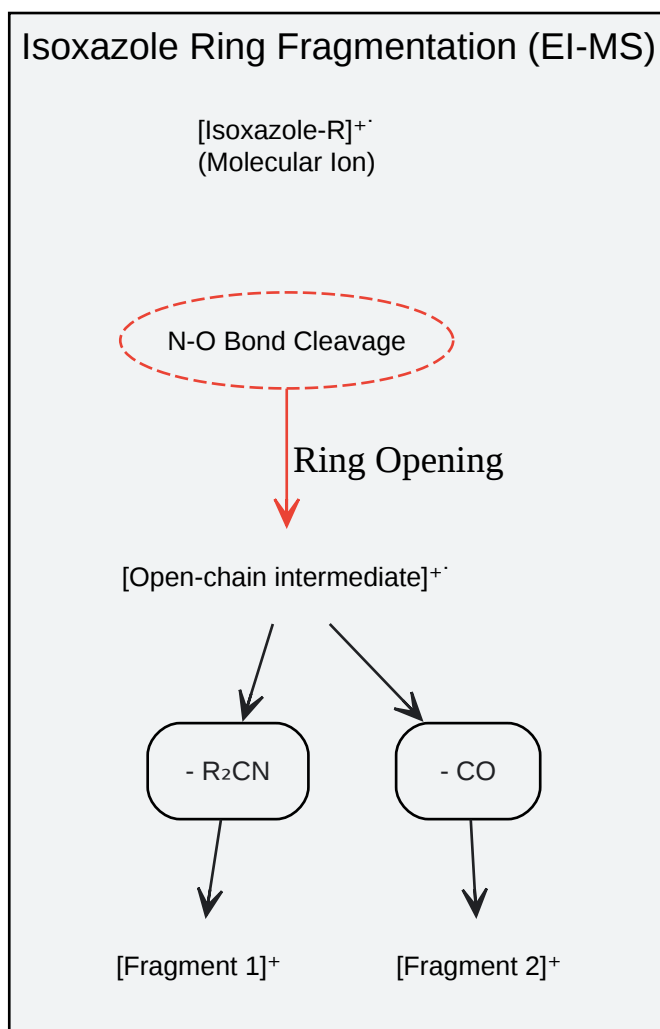 Isoxazole Ring Fragmentation (EI-MS)
[Isoxazole-R]⁺˙
(Molecular Ion)
N-O Bond Cleavage
Ring Opening
[Open-chain intermediate]⁺˙
- R₂CN
- CO
[Fragment 1]⁺
[Fragment 2]⁺